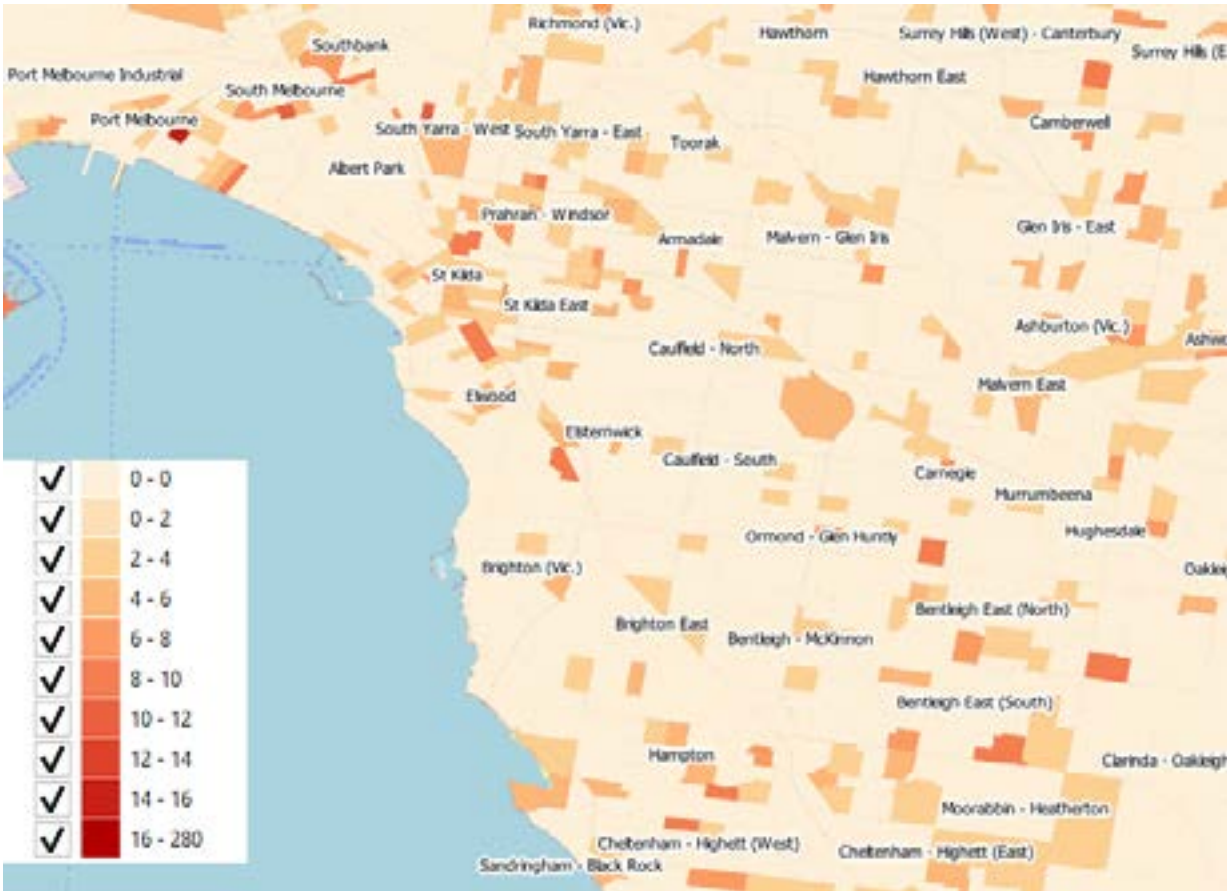 Richmond (Vic.)
Hawthorn
Surrey Hills (West) - Canterbury
Southbank
Surrey Hills (E
Port Melbourne Industrial
Hawthorn East
South Melbourne
Port Melbourne
South Yarra - West
South Yarra - East
Camberwell
Toorak
Albert Park
Prahran - Windsor
Glen Iris - East
Armadale
Malvern - Glen Iris
St Kilda
St Kilda East
Ashburton (Vic.)
Ashw
Caulfield - North
Malvern East
Elwood
Elsternwick
Caulfield - South
Carnegie
Murrumbeena
Hughesdale
Ormond - Glen Huntly
Brighton (Vic.)
Oakleig
Bentleigh East (North)
Brighton East
Bentleigh - McKinnon
Bentleigh East (South)
Hampton
Clarinda - Oakleigh
Moorabbin - Heatherton
Cheltenham - Highett (West)
Cheltenham - Highett (East)
Sandringham - Black Rock
0 - 0
0 - 2
2 - 4
4 - 6
6 - 8
8 - 10
10 - 12
12 - 14
14 - 16
16 - 280